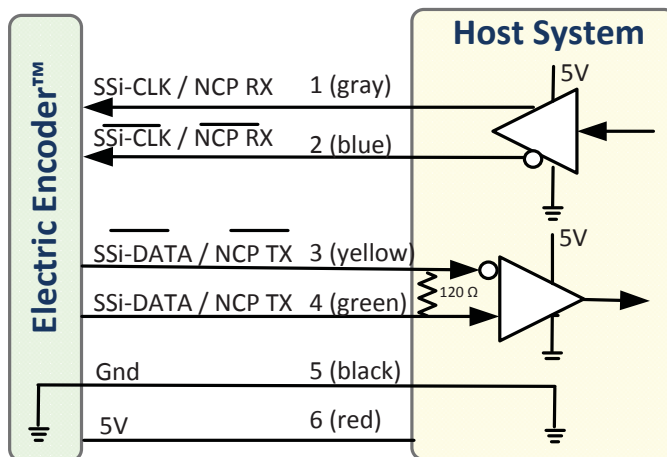 Host System
Electric Encoder™
5V
SSi-CLK / NCP RX 1 (gray)
SSi-CLK / NCP RX 2 (blue)
5V
SSi-DATA / NCP TX 3 (yellow)
120 Ω
SSi-DATA / NCP TX 4 (green)
Gnd 5 (black)
5V 6 (red)